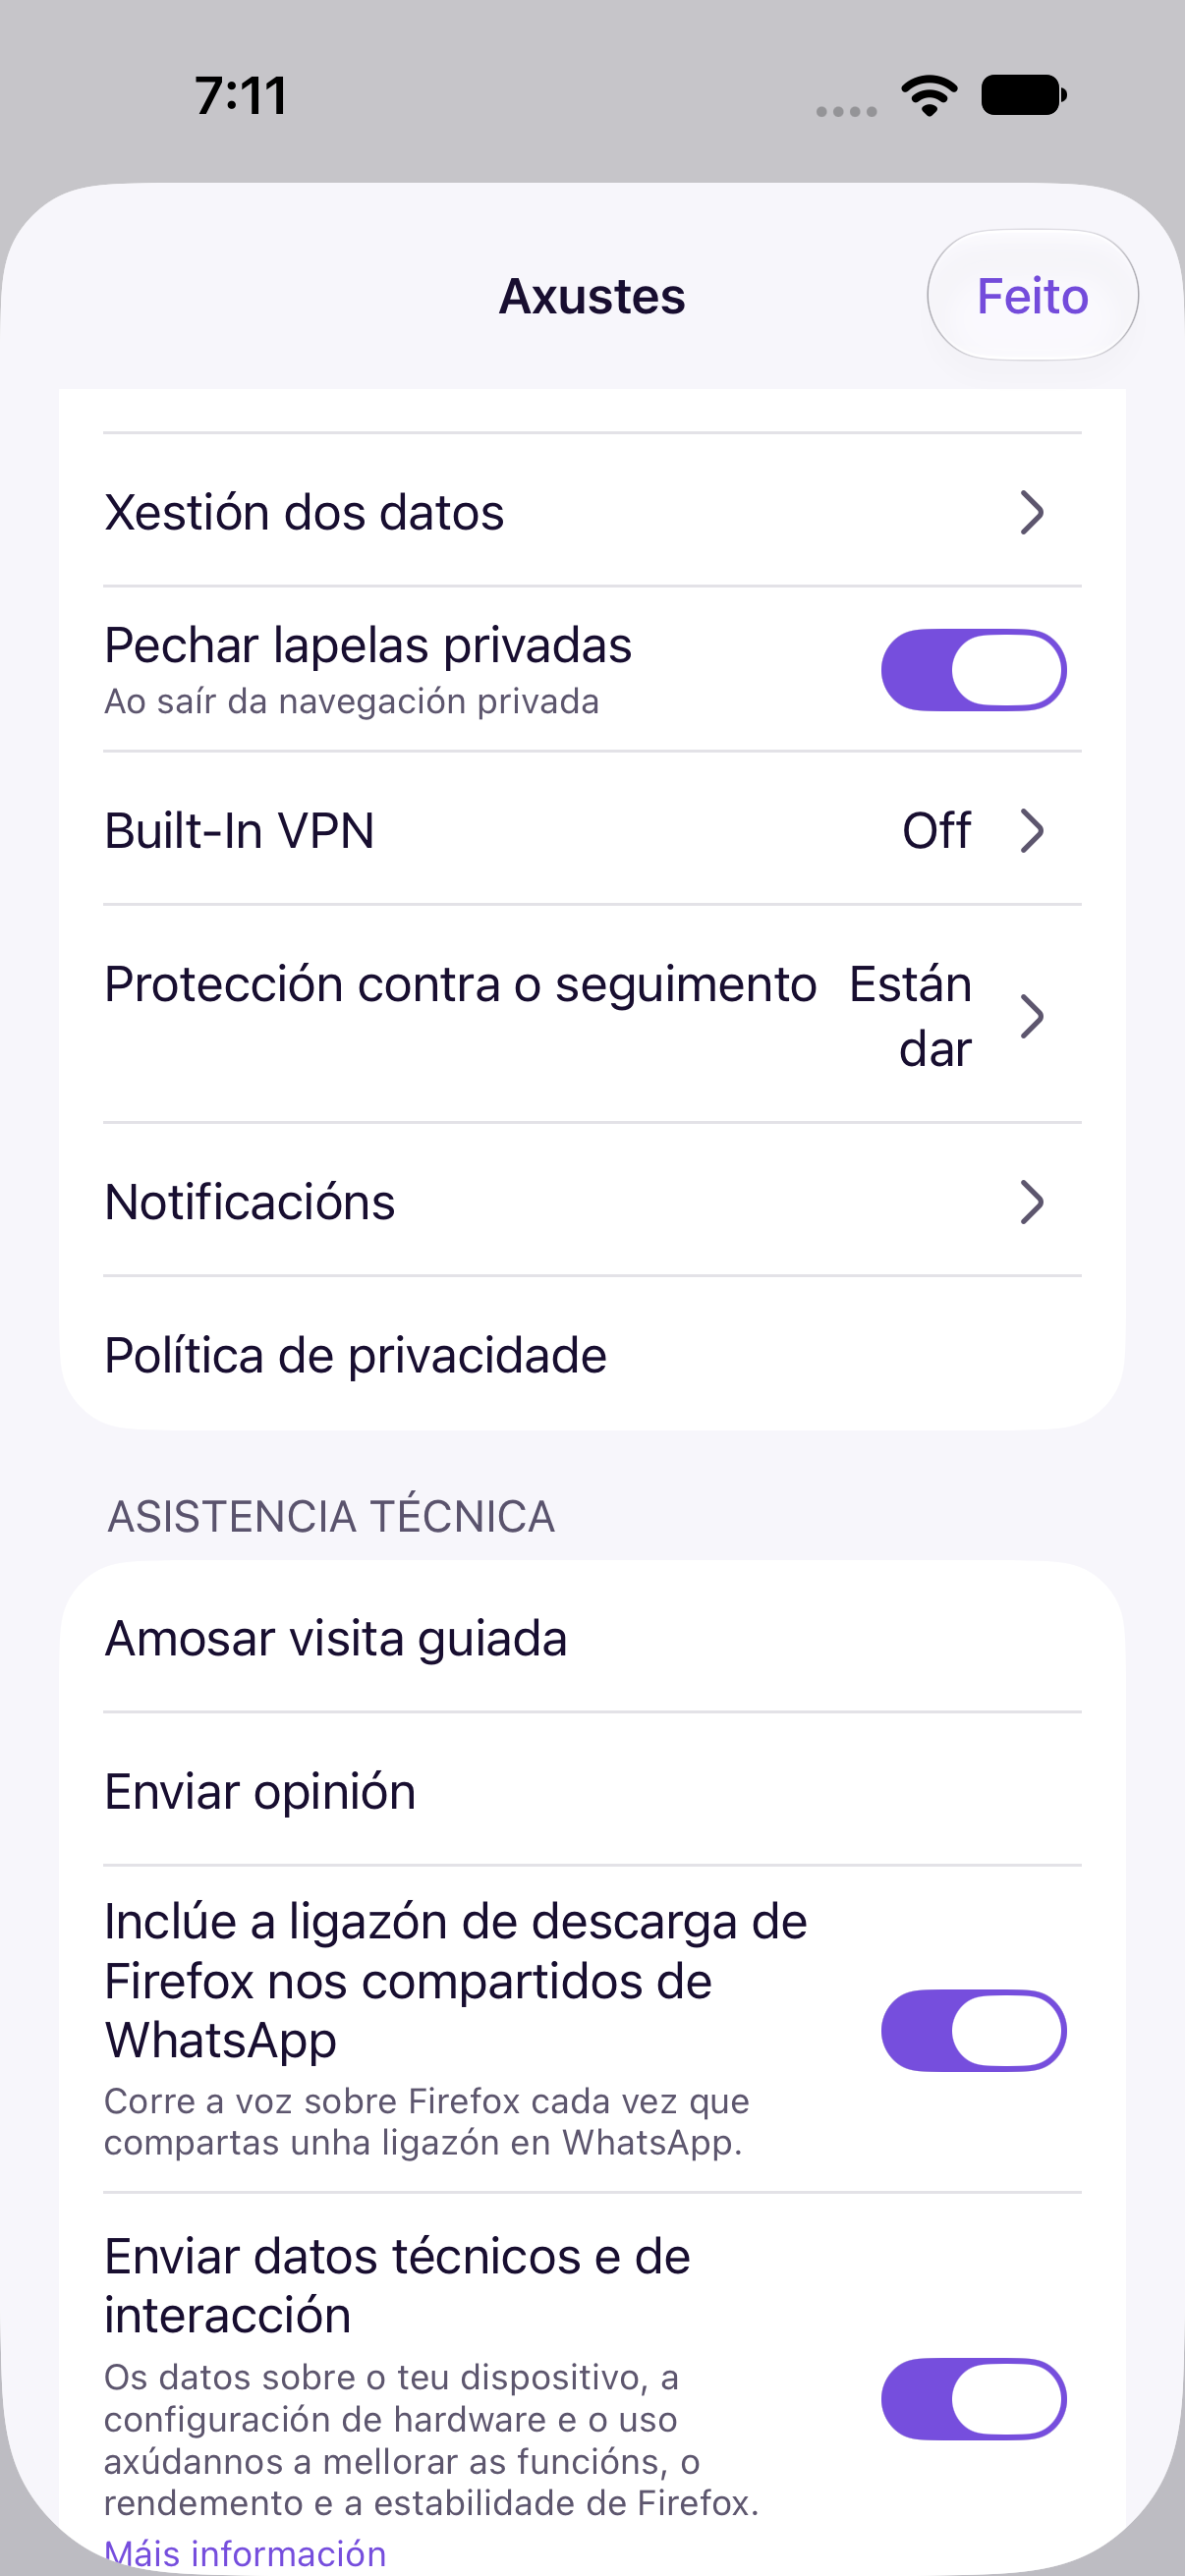 7:11
Axustes
Feito
Xestión dos datos
Pechar lapelas privadas
Ao saír da navegación privada
Built-In VPN
Off
Protección contra o seguimento
Están
dar
Notificacións
Política de privacidade
ASISTENCIA TÉCNICA
Amosar visita guiada
Enviar opinión
Inclúe a ligazón de descarga de
Firefox nos compartidos de
WhatsApp
Corre a voz sobre Firefox cada vez que
compartas unha ligazón en WhatsApp.
Enviar datos técnicos e de
interacción
Os datos sobre o teu dispositivo, a
configuración de hardware e o uso
axúdannos a mellorar as funcións, o
rendemento e a estabilidade de Firefox.
Máis información